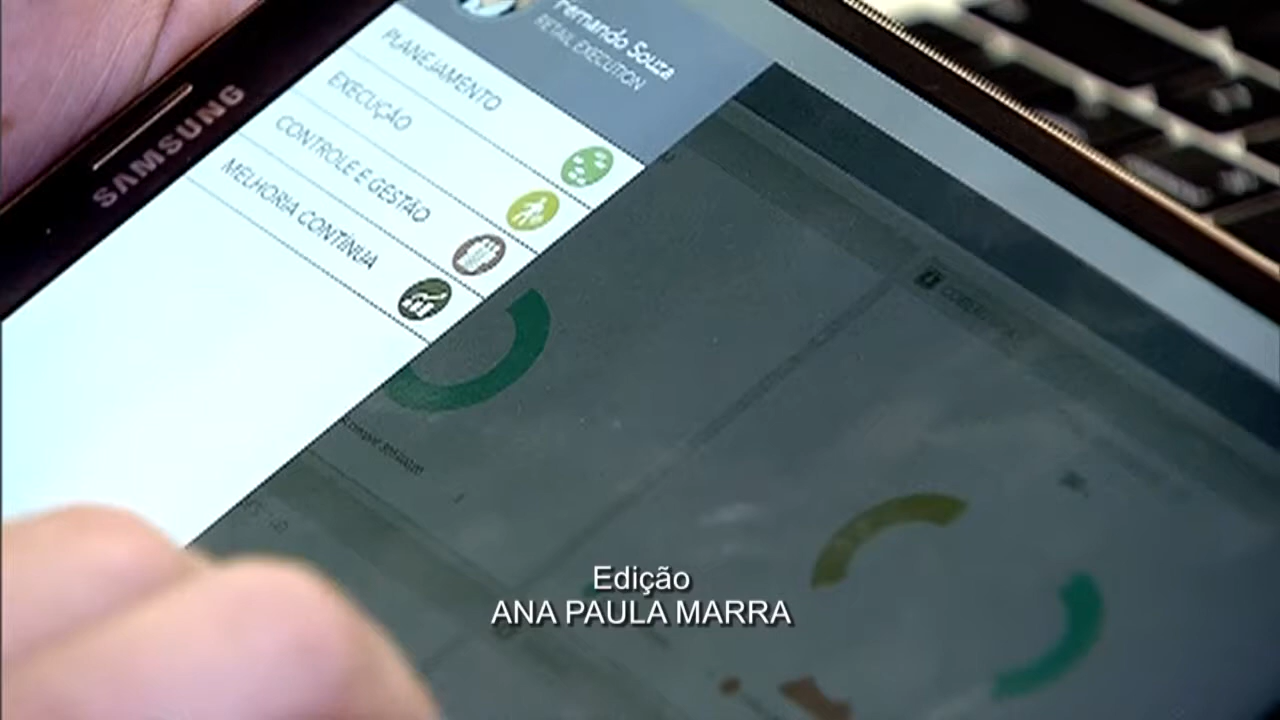 Fernando Souza
RETAIL EXECUTION
PLANEJAMENTO
EXECUÇÃO
CONTROLE E GESTÃO
MELHORIA CONTÍNUA
SAMSUNG
Edição
ANA PAULA MARRA